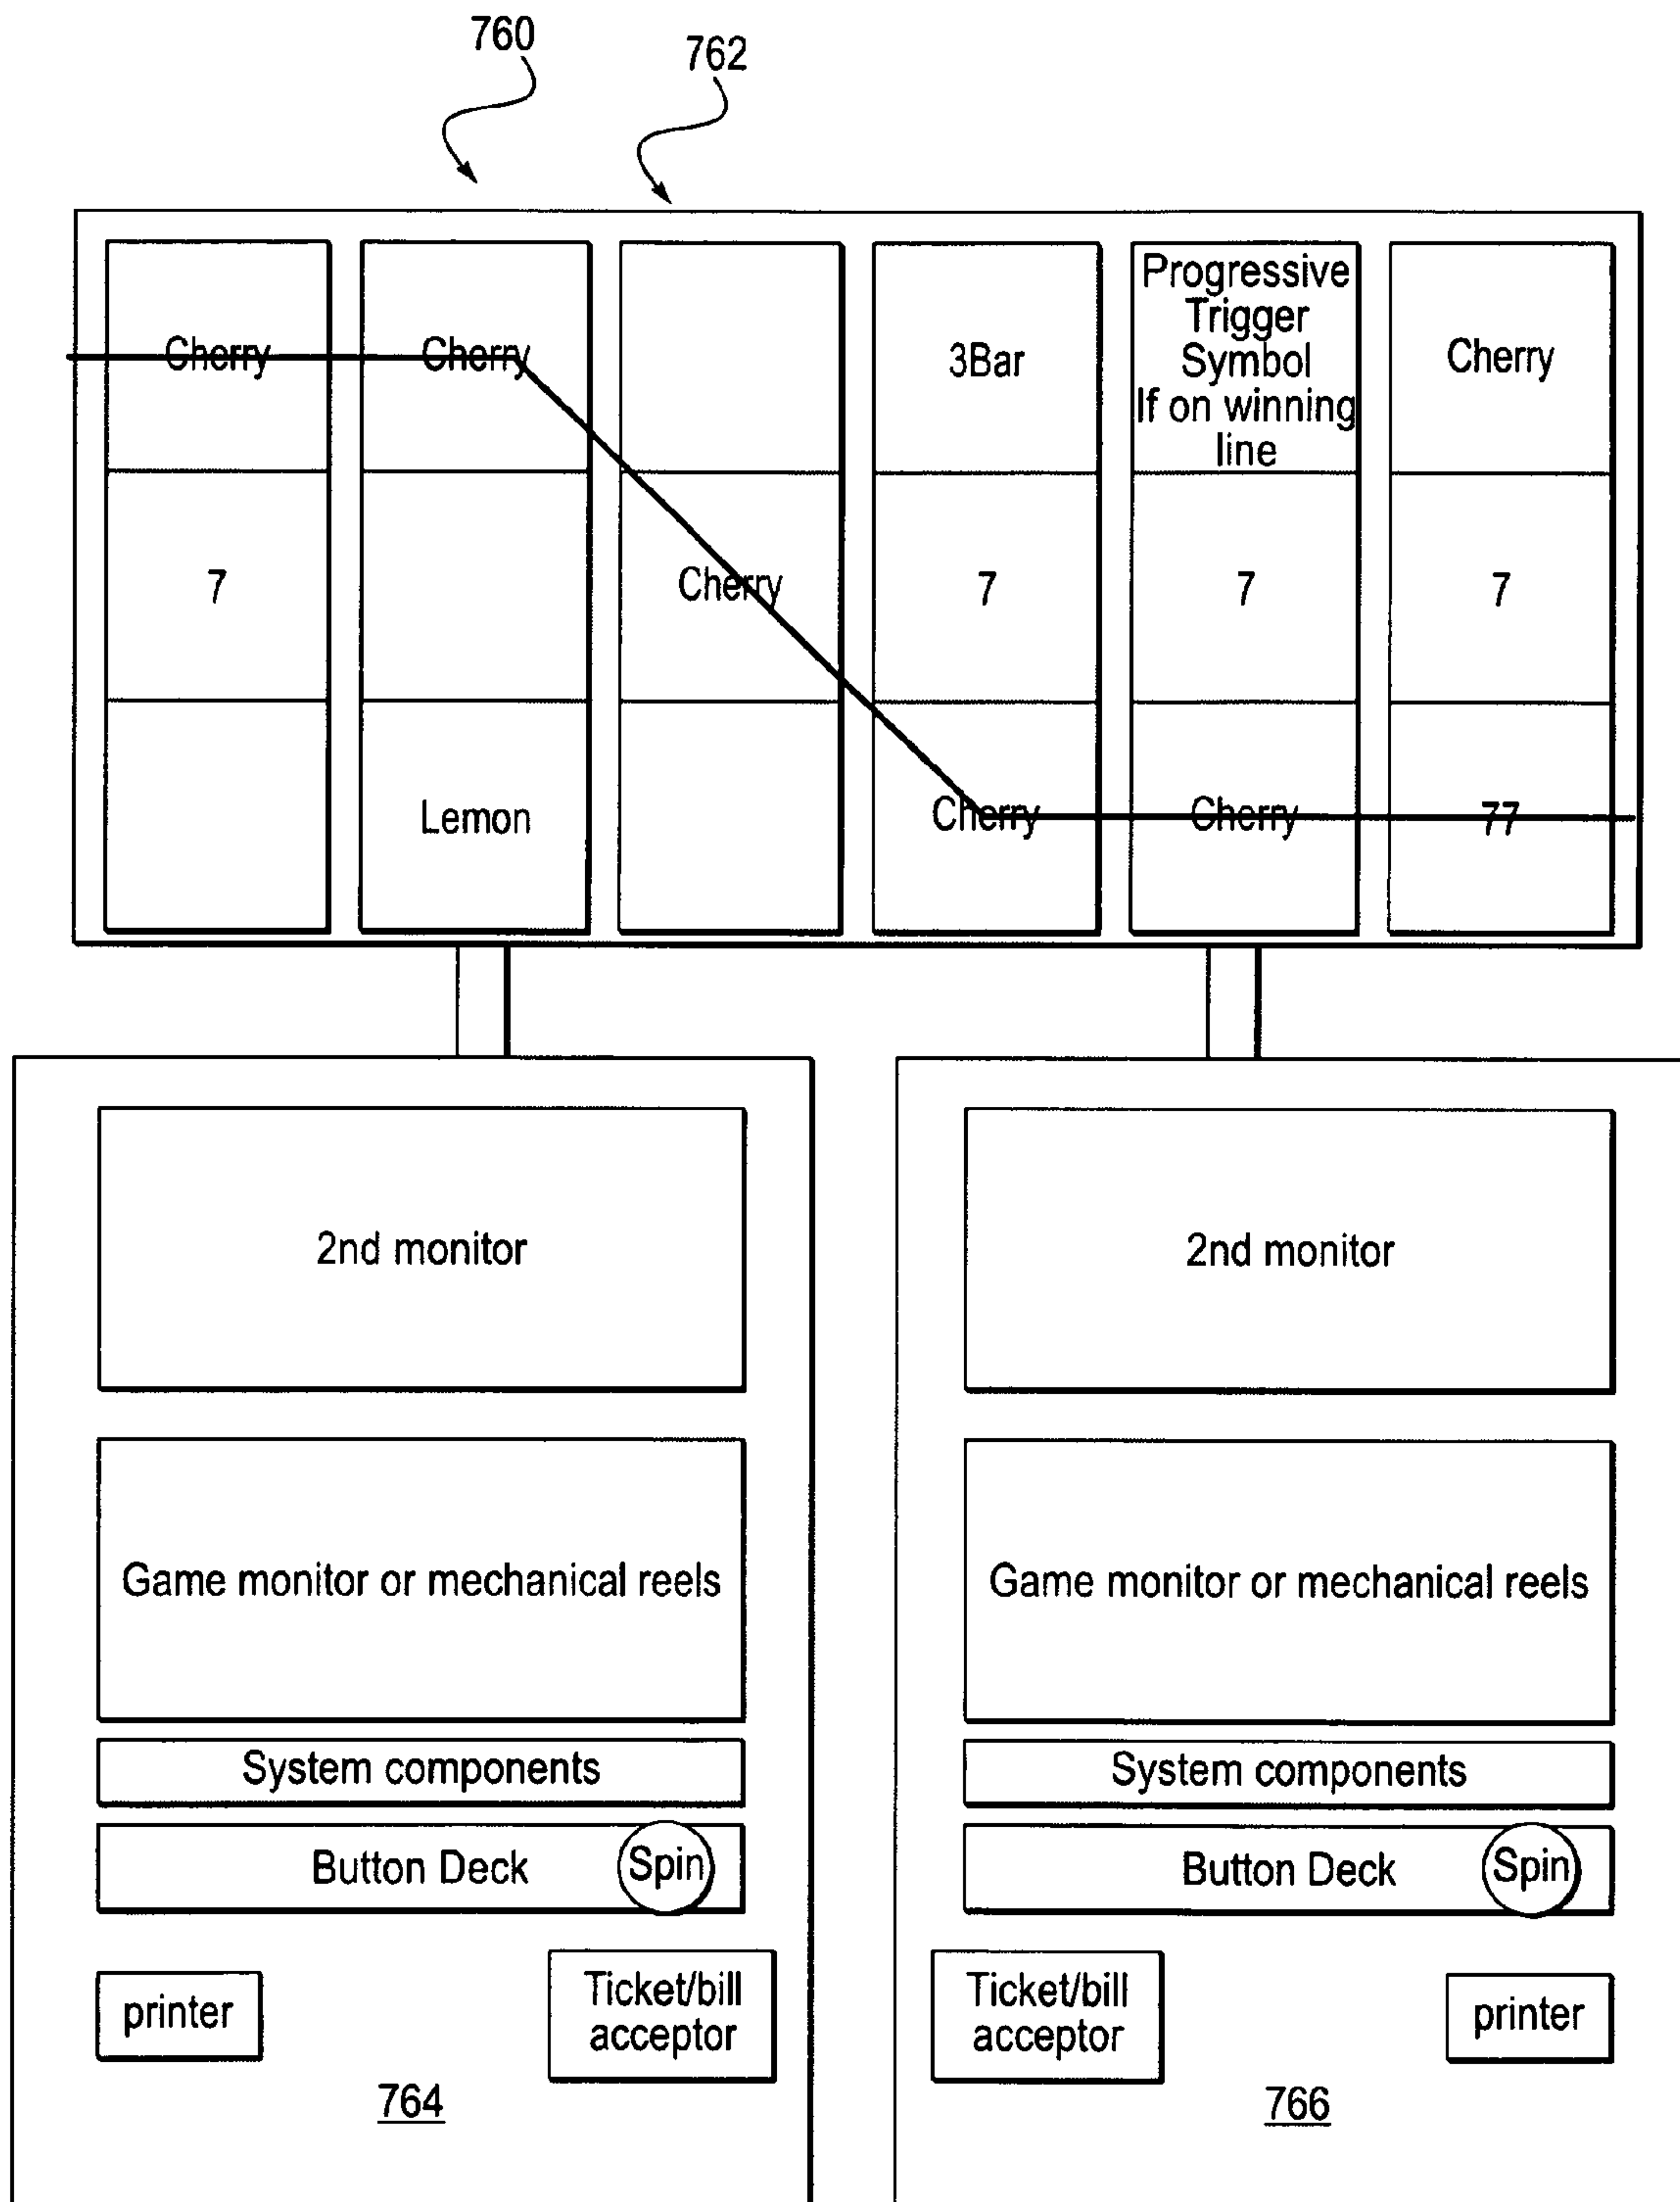 760
762
Cherry
Cherry
3Bar
Progressive
Trigger
Symbol
If on winning
line
Cherry
7
Cherry
7
7
7
Lemon
Cherry
Cherry
77
2nd monitor
2nd monitor
Game monitor or mechanical reels
Game monitor or mechanical reels
System components
System components
Button Deck
Spin
Button Deck
Spin
printer
Ticket/bill
acceptor
Ticket/bill
acceptor
printer
764
766